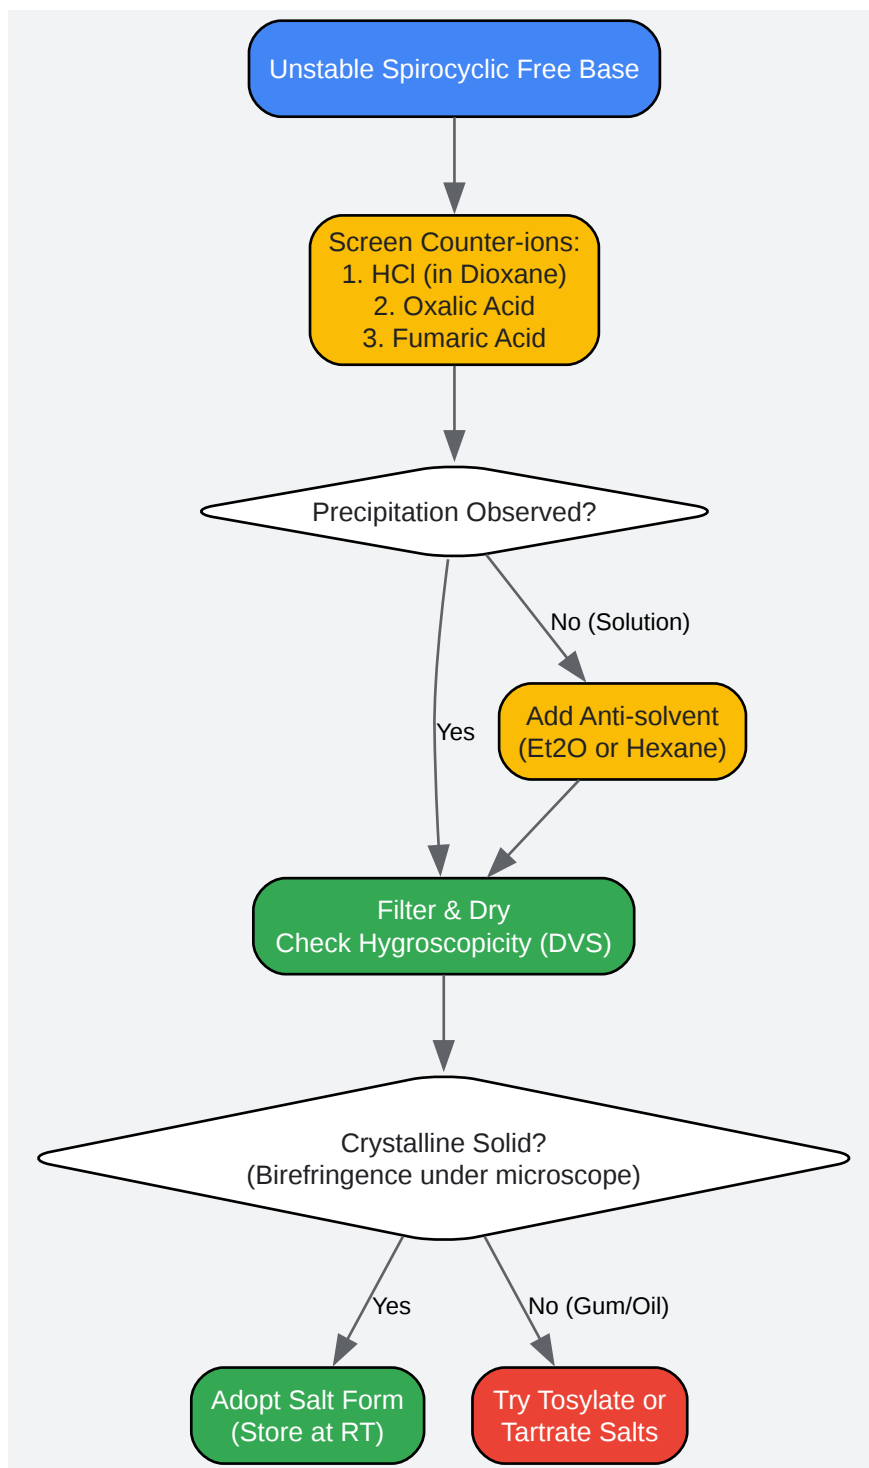 Unstable Spirocyclic Free Base
Screen Counter-ions:
1. HCl (in Dioxane)
2. Oxalic Acid
3. Fumaric Acid
Precipitation Observed?
No (Solution)
Add Anti-solvent
(Et2O or Hexane)
Yes
Filter & Dry
Check Hygroscopicity (DVS)
Crystalline Solid?
(Birefringence under microscope)
Yes
No (Gum/Oil)
Adopt Salt Form
(Store at RT)
Try Tosylate or
Tartrate Salts